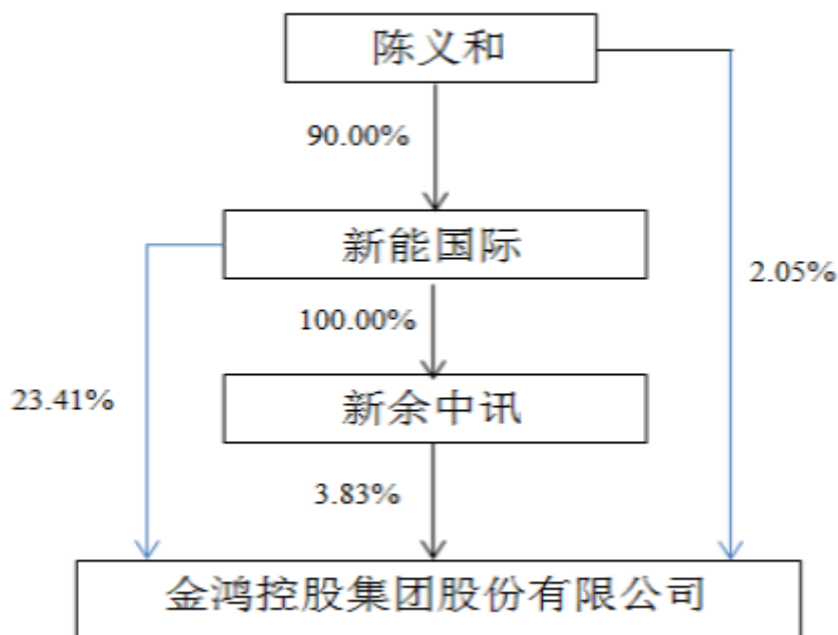 陈义和
90.00%
新能国际
2.05%
100.00%
23.41%
新余中讯
3.83%
金鸿控股集团股份有限公司